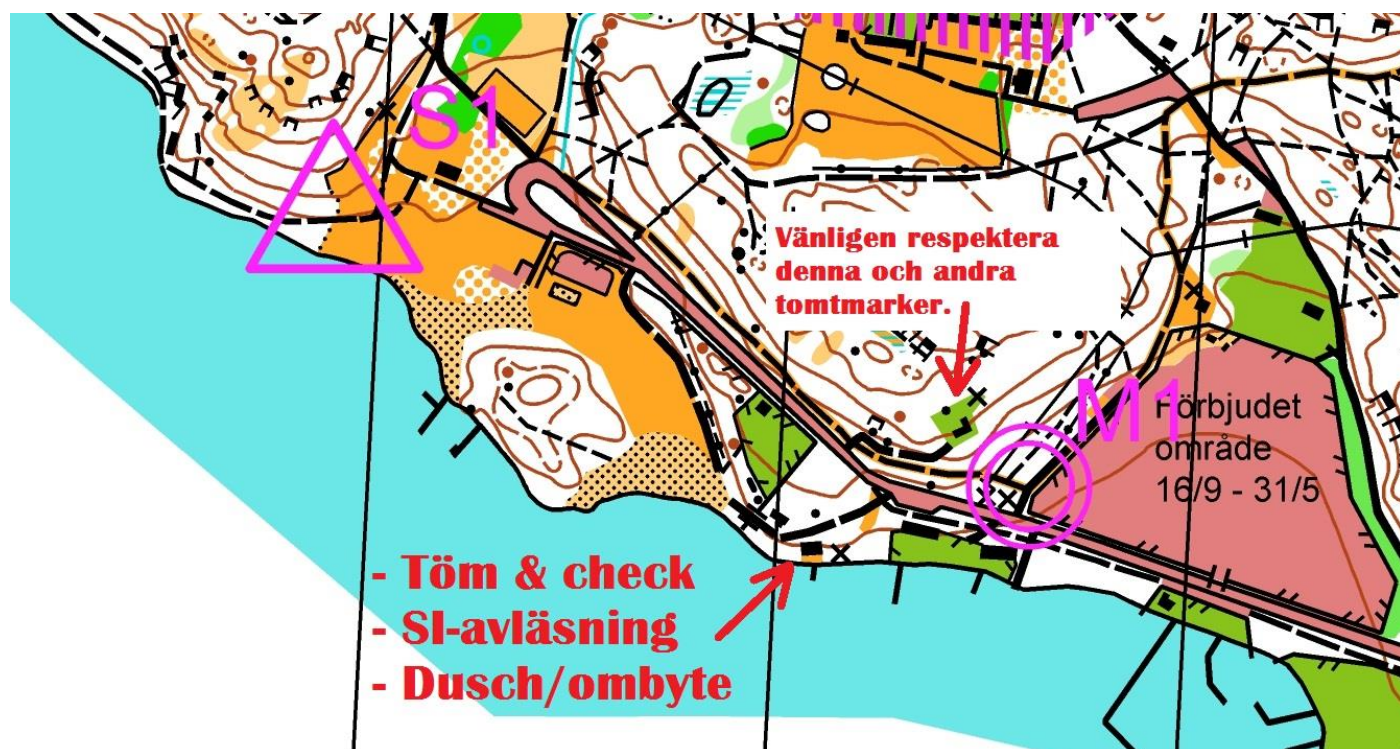 S1
Vänligen respektera
denna och andra
tomtmarker.
M1
Förbjudet
område
16/9 - 31/5
- Töm & check
- SI-avläsning
- Dusch/ombyte